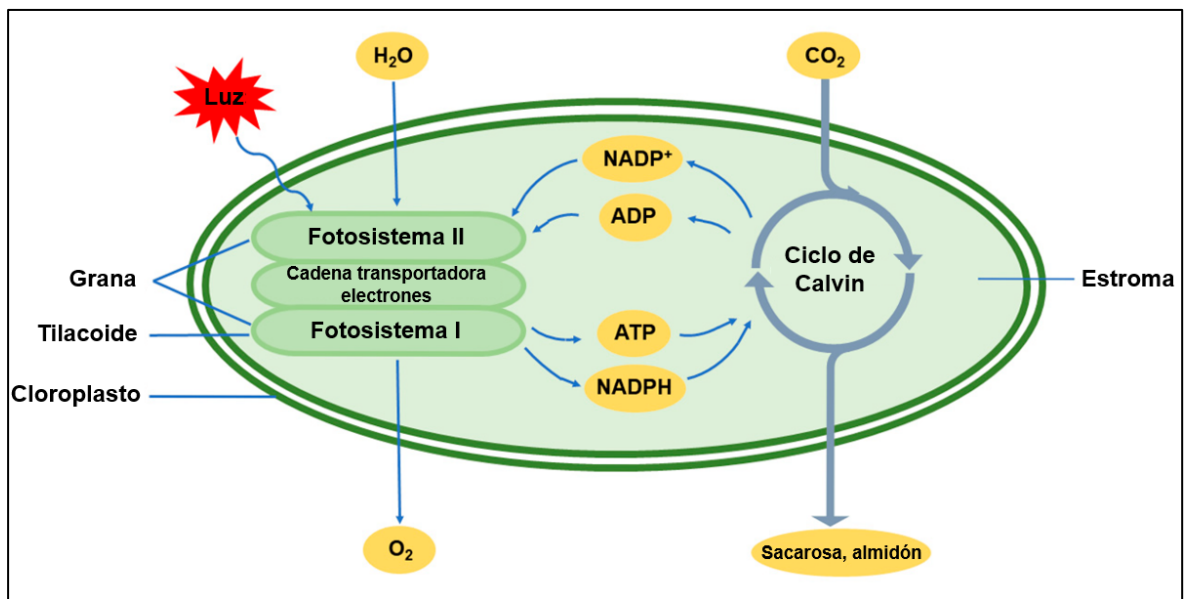 H₂O
CO₂
Luz
NADP⁺
ADP
Fotosistema II
Cadena transportadora
electrones
Fotosistema I
Ciclo de
Calvin
Grana
Estroma
Tilacoide
ATP
NADPH
Cloroplasto
O₂
Sacarosa, almidón